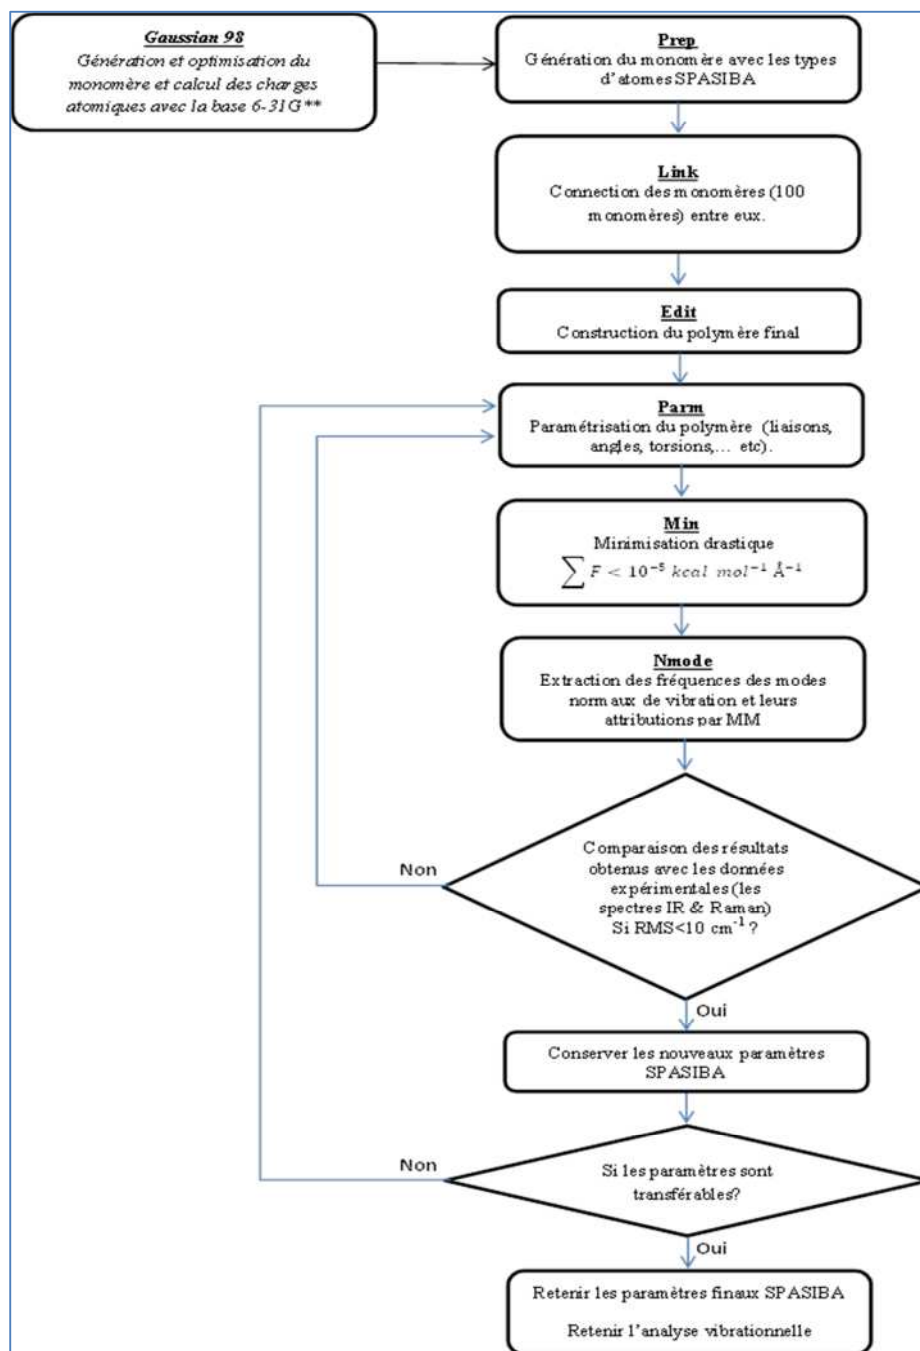 Gaussian 98
Génération et optimisation du
monomère et calcul des charges
atomiques avec la base 6-31G**
Prep
Génération du monomère avec les types
d'atomes SPASIBA
Link
Connection des monomères (100
monomères) entre eux.
Edit
Construction du polymère final
Parm
Paramétrisation du polymère (liaisons,
angles, torsions,... etc).
Min
Minimisation drastique
∑ F < 10⁻⁵ kcal mol⁻¹ Å⁻¹
Nmode
Extraction des fréquences des modes
normaux de vibration et leurs
attributions par MM
Comparaison des résultats
obtenus avec les données
expérimentales (les
spectres IR & Raman)
Si RMS<10 cm⁻¹ ?
Non
Oui
Conserver les nouveaux paramètres
SPASIBA
Si les paramètres sont
transférables?
Non
Oui
Retenir les paramètres finaux SPASIBA
Retenir l'analyse vibrationnelle